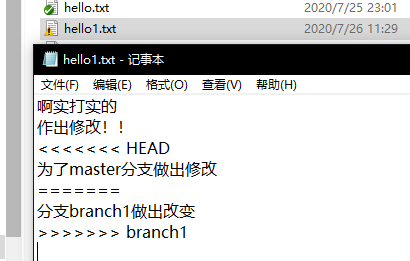 hello.txt 2020/7/25 23:01
hello1.txt 2020/7/26 11:29
hello1.txt - 记事本
文件(F) 编辑(E) 格式(O) 查看(V) 帮助(H)
啊实打实的
作出修改！！
<<<<<<< HEAD
为了master分支做出修改
=======
分支branch1做出改变
>>>>>>> branch1